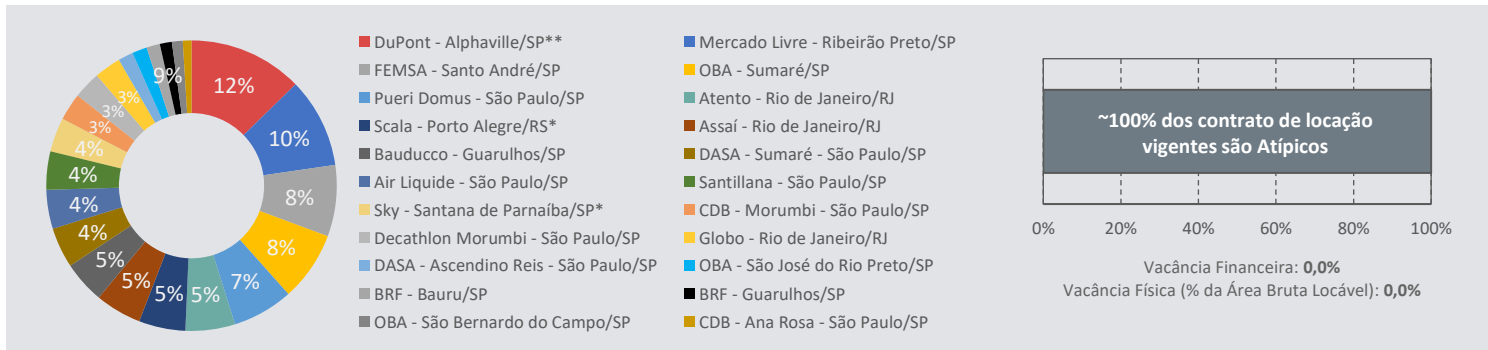 12%
10%
8%
8%
7%
5%
5%
5%
5%
4%
4%
4%
4%
3%
3%
3%
9%
DuPont - Alphaville/SP**
Mercado Livre - Ribeirão Preto/SP
FEMSA - Santo André/SP
OBA - Sumaré/SP
Pueri Domus - São Paulo/SP
Atento - Rio de Janeiro/RJ
Scala - Porto Alegre/RS*
Assaí - Rio de Janeiro/RJ
Bauducco - Guarulhos/SP
DASA - Sumaré - São Paulo/SP
Air Liquide - São Paulo/SP
Santillana - São Paulo/SP
Sky - Santana de Parnaíba/SP*
CDB - Morumbi - São Paulo/SP
Decathlon Morumbi - São Paulo/SP
Globo - Rio de Janeiro/RJ
DASA - Ascendino Reis - São Paulo/SP
OBA - São José do Rio Preto/SP
BRF - Bauru/SP
BRF - Guarulhos/SP
OBA - São Bernardo do Campo/SP
CDB - Ana Rosa - São Paulo/SP
~100% dos contrato de locação
vigentes são Atípicos
0% 20% 40% 60% 80% 100%
Vacância Financeira: 0,0%
Vacância Física (% da Área Bruta Locável): 0,0%